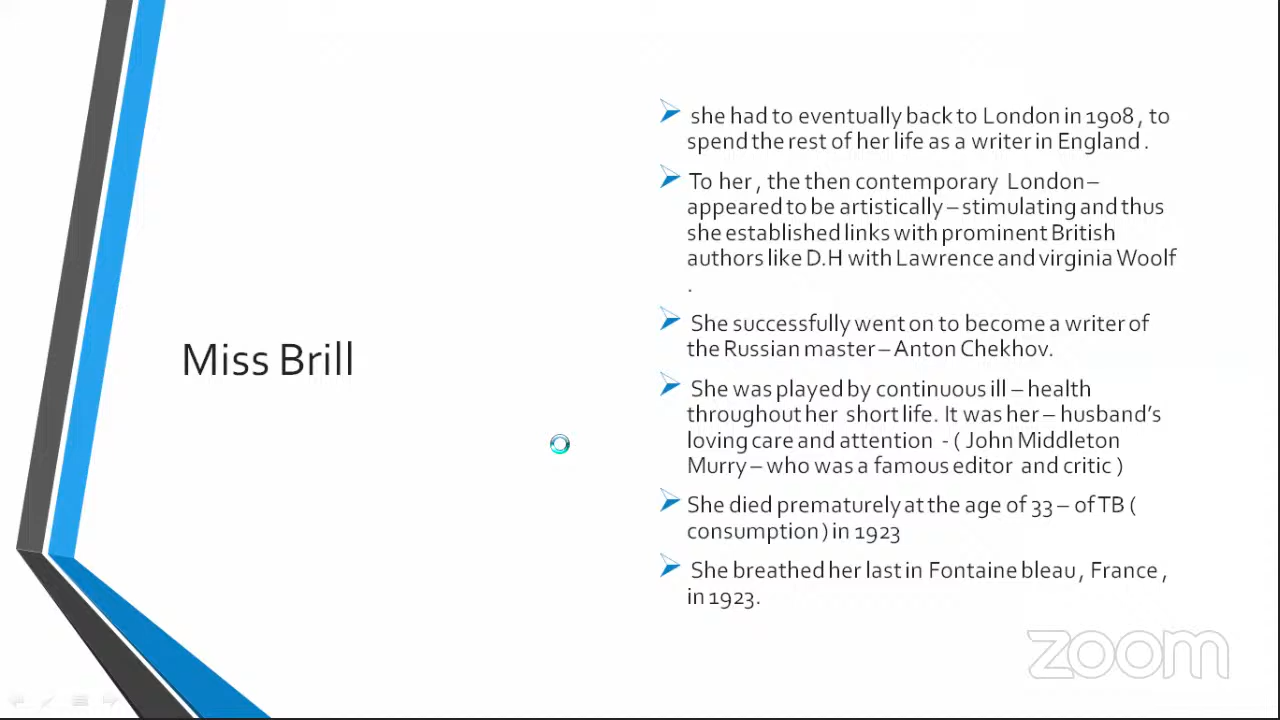 Miss Brill
she had to eventually back to London in 1908 , to
spend the rest of her life as a writer in England .
To her , the then contemporary London –
appeared to be artistically – stimulating and thus
she established links with prominent British
authors like D.H with Lawrence and virginia Woolf
.
She successfully went on to become a writer of
the Russian master – Anton Chekhov.
She was played by continuous ill – health
throughout her short life. It was her – husband’s
loving care and attention - ( John Middleton
Murry – who was a famous editor and critic )
She died prematurely at the age of 33 – of TB (
consumption ) in 1923
She breathed her last in Fontaine bleau , France ,
in 1923.
zoom